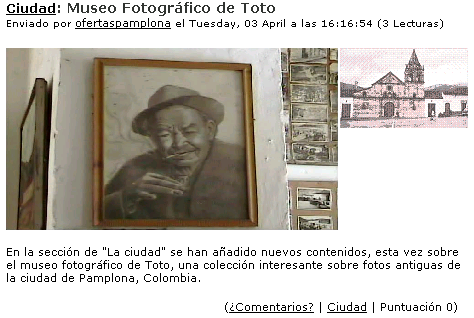 Ciudad: Museo Fotográfico de Toto
Enviado por ofertaspamplona el Tuesday, 03 April a las 16:16:54 (3 Lecturas)
En la sección de "La ciudad" se han añadido nuevos contenidos, esta vez sobre
el museo fotográfico de Toto, una colección interesante sobre fotos antiguas de
la ciudad de Pamplona, Colombia.
(¿Comentarios? | Ciudad | Puntuación 0)